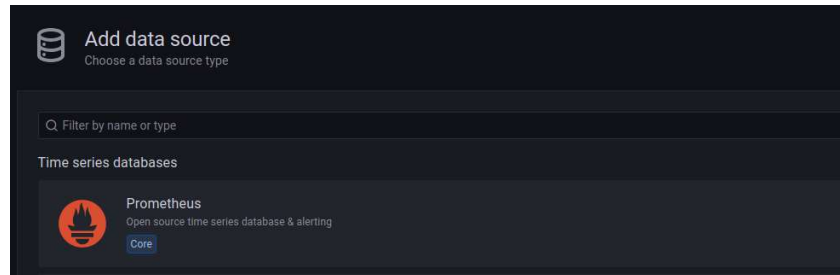 Add data source
Choose a data source type
Filter by name or type
Time series databases
Prometheus
Open source time series database & alerting
Core